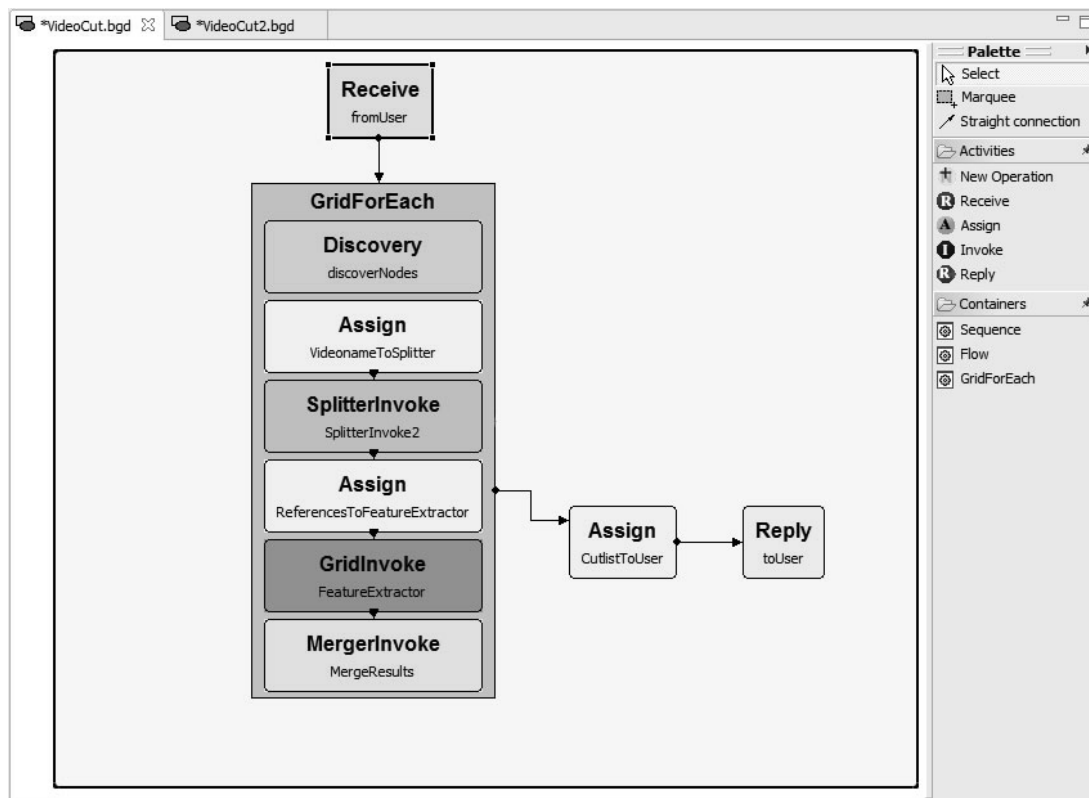 *VideoCut.bgd
*VideoCut2.bgd
Receive
fromUser
GridForEach
Discovery
discoverNodes
Assign
VideonameToSplitter
SplitterInvoke
SplitterInvoke2
Assign
ReferencesToFeatureExtractor
GridInvoke
FeatureExtractor
MergerInvoke
MergeResults
Assign
CutlistToUser
Reply
toUser
Palette
Select
Marquee
Straight connection
Activities
New Operation
R Receive
A Assign
I Invoke
R Reply
Containers
Sequence
Flow
GridForEach